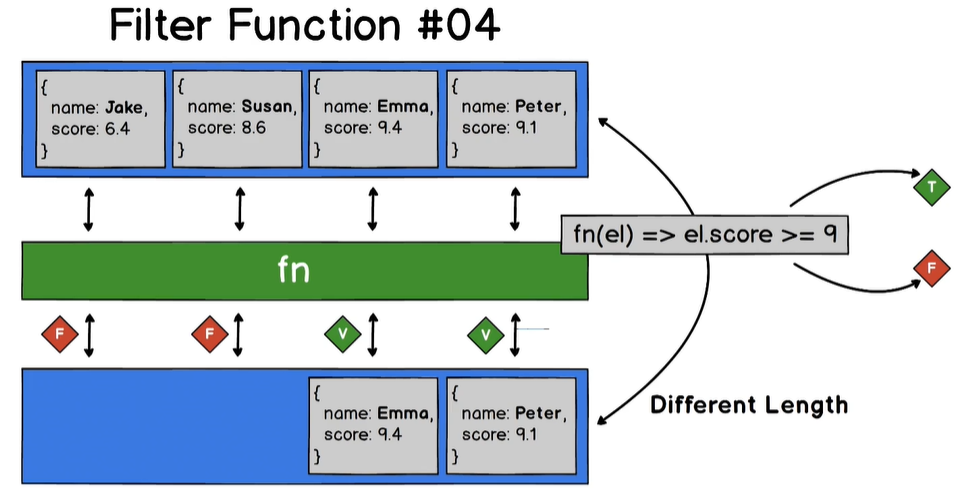 Filter Function #04
{
name: Jake,
score: 6.4
}
{
name: Susan,
score: 8.6
}
{
name: Emma,
score: 9.4
}
{
name: Peter,
score: 9.1
}
fn(el) => el.score >= 9
T
F
fn
F
F
V
V
{
name: Emma,
score: 9.4
}
{
name: Peter,
score: 9.1
}
Different Length